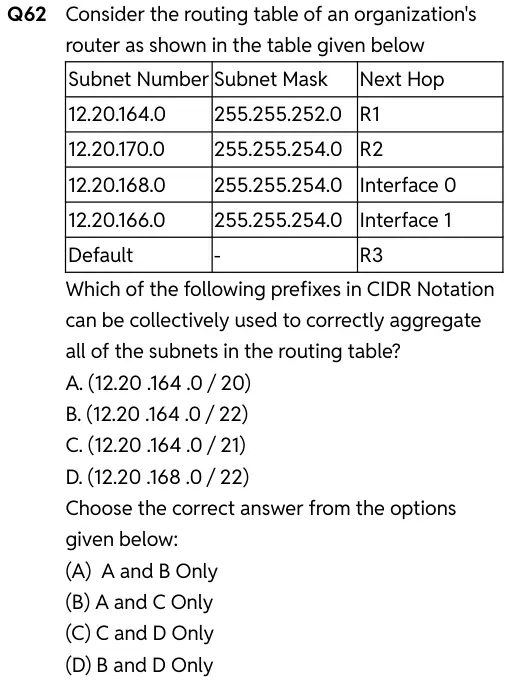 Q62 Consider the routing table of an organization's
router as shown in the table given below
Subnet Number Subnet Mask Next Hop
12.20.164.0 255.255.252.0 R1
12.20.170.0 255.255.254.0 R2
12.20.168.0 255.255.254.0 Interface 0
12.20.166.0 255.255.254.0 Interface 1
Default - R3
Which of the following prefixes in CIDR Notation
can be collectively used to correctly aggregate
all of the subnets in the routing table?
A. (12.20 .164 .0 / 20)
B. (12.20 .164 .0 / 22)
C. (12.20 .164 .0 / 21)
D. (12.20 .168 .0 / 22)
Choose the correct answer from the options
given below:
(A) A and B Only
(B) A and C Only
(C) C and D Only
(D) B and D Only